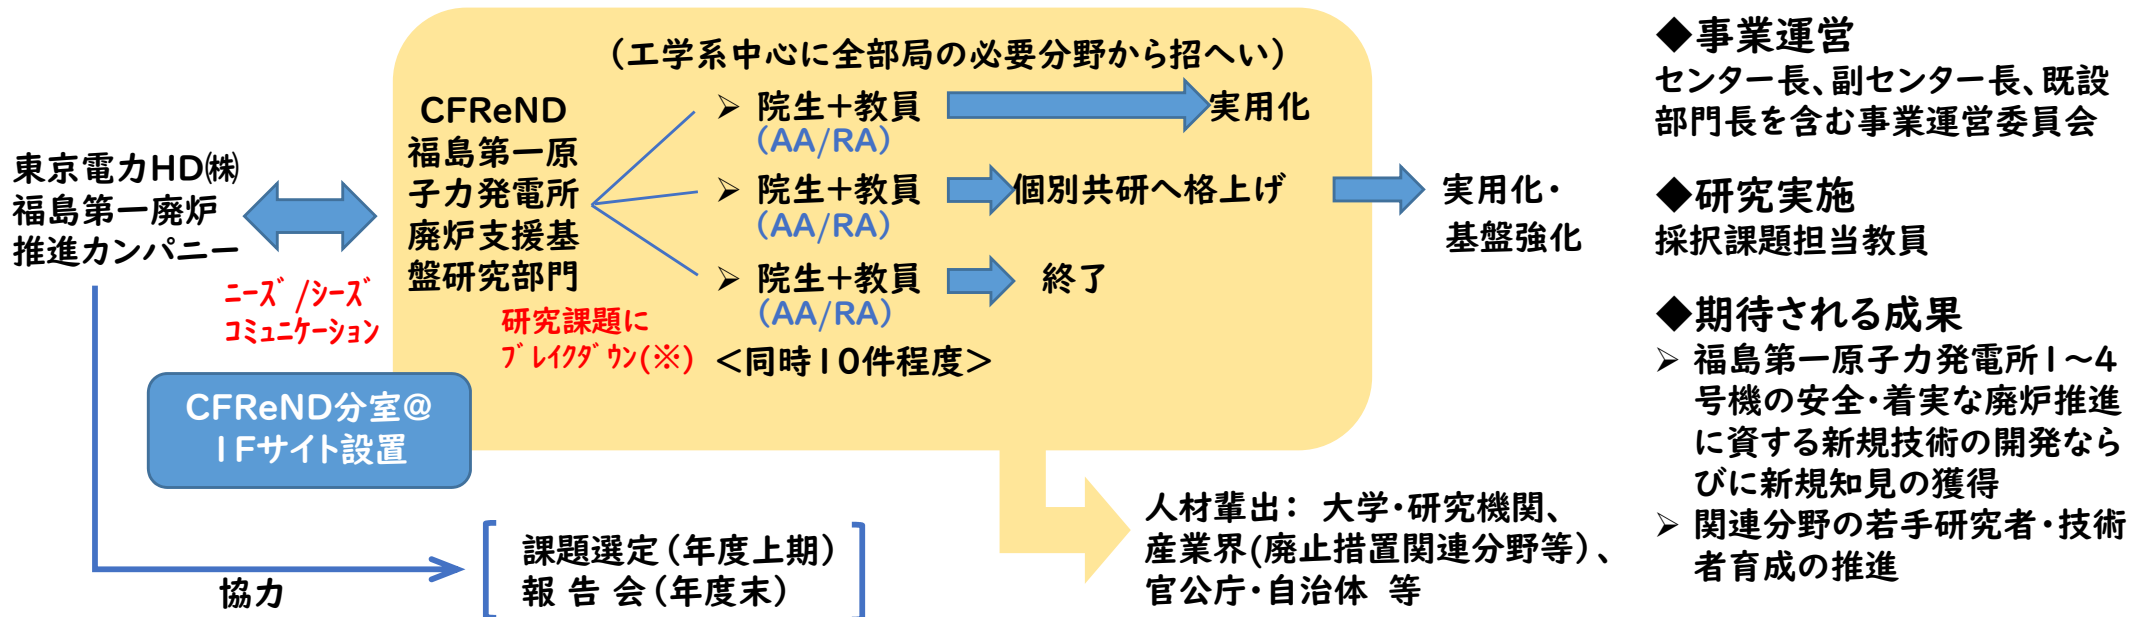 (工学系中心に全部局の必要分野から招へい)
東京電力HD㈱
福島第一廃炉
推進カンパニー
ニーズ/シーズ
コミュニケーション
CFReND
福島第一原
子力発電所
廃炉支援基
盤研究部門
研究課題に
ブレイクダウン(※)
➢ 院生+教員
(AA/RA)
実用化
➢ 院生+教員
(AA/RA)
個別共研へ格上げ
実用化・
基盤強化
➢ 院生+教員
(AA/RA)
終了
<同時10件程度>
CFReND分室@
1Fサイト設置
協力
課題選定(年度上期)
報 告 会(年度末)
人材輩出: 大学・研究機関、
産業界(廃止措置関連分野等)、
官公庁・自治体 等
◆事業運営
センター長、副センター長、既設
部門長を含む事業運営委員会
◆研究実施
採択課題担当教員
◆期待される成果
➢ 福島第一原子力発電所1~4
号機の安全・着実な廃炉推進
に資する新規技術の開発なら
びに新規知見の獲得
➢ 関連分野の若手研究者・技術
者育成の推進